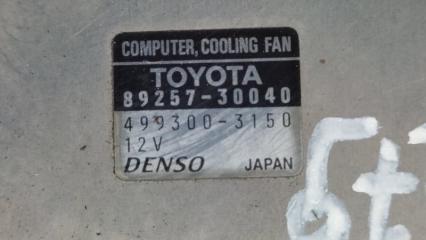 COMPUTER, COOLING FAN
TOYOTA
89257-30040
499300-3150
12V
DENSO JAPAN